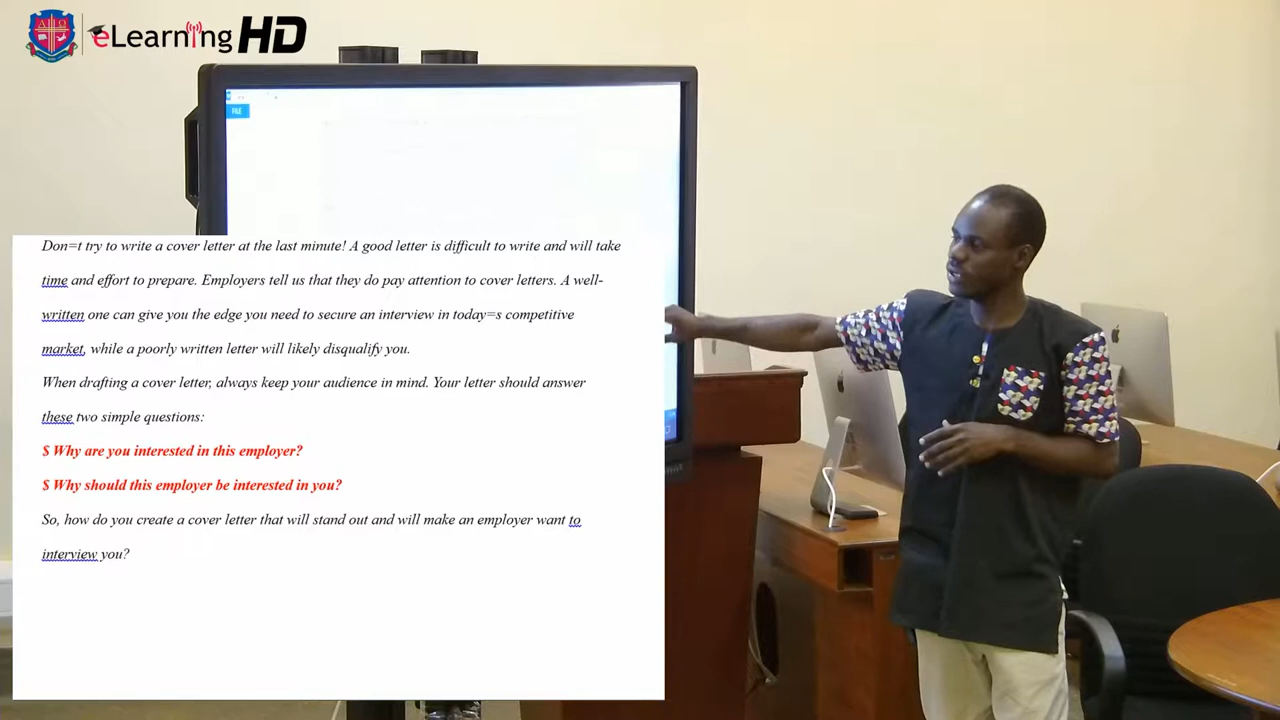 ΑΩ
eLearning HD
FILE
Don=t try to write a cover letter at the last minute! A good letter is difficult to write and will take
time and effort to prepare. Employers tell us that they do pay attention to cover letters. A well-
written one can give you the edge you need to secure an interview in today=s competitive
market, while a poorly written letter will likely disqualify you.
When drafting a cover letter, always keep your audience in mind. Your letter should answer
these two simple questions:
$ Why are you interested in this employer?
$ Why should this employer be interested in you?
So, how do you create a cover letter that will stand out and will make an employer want to
interview you?